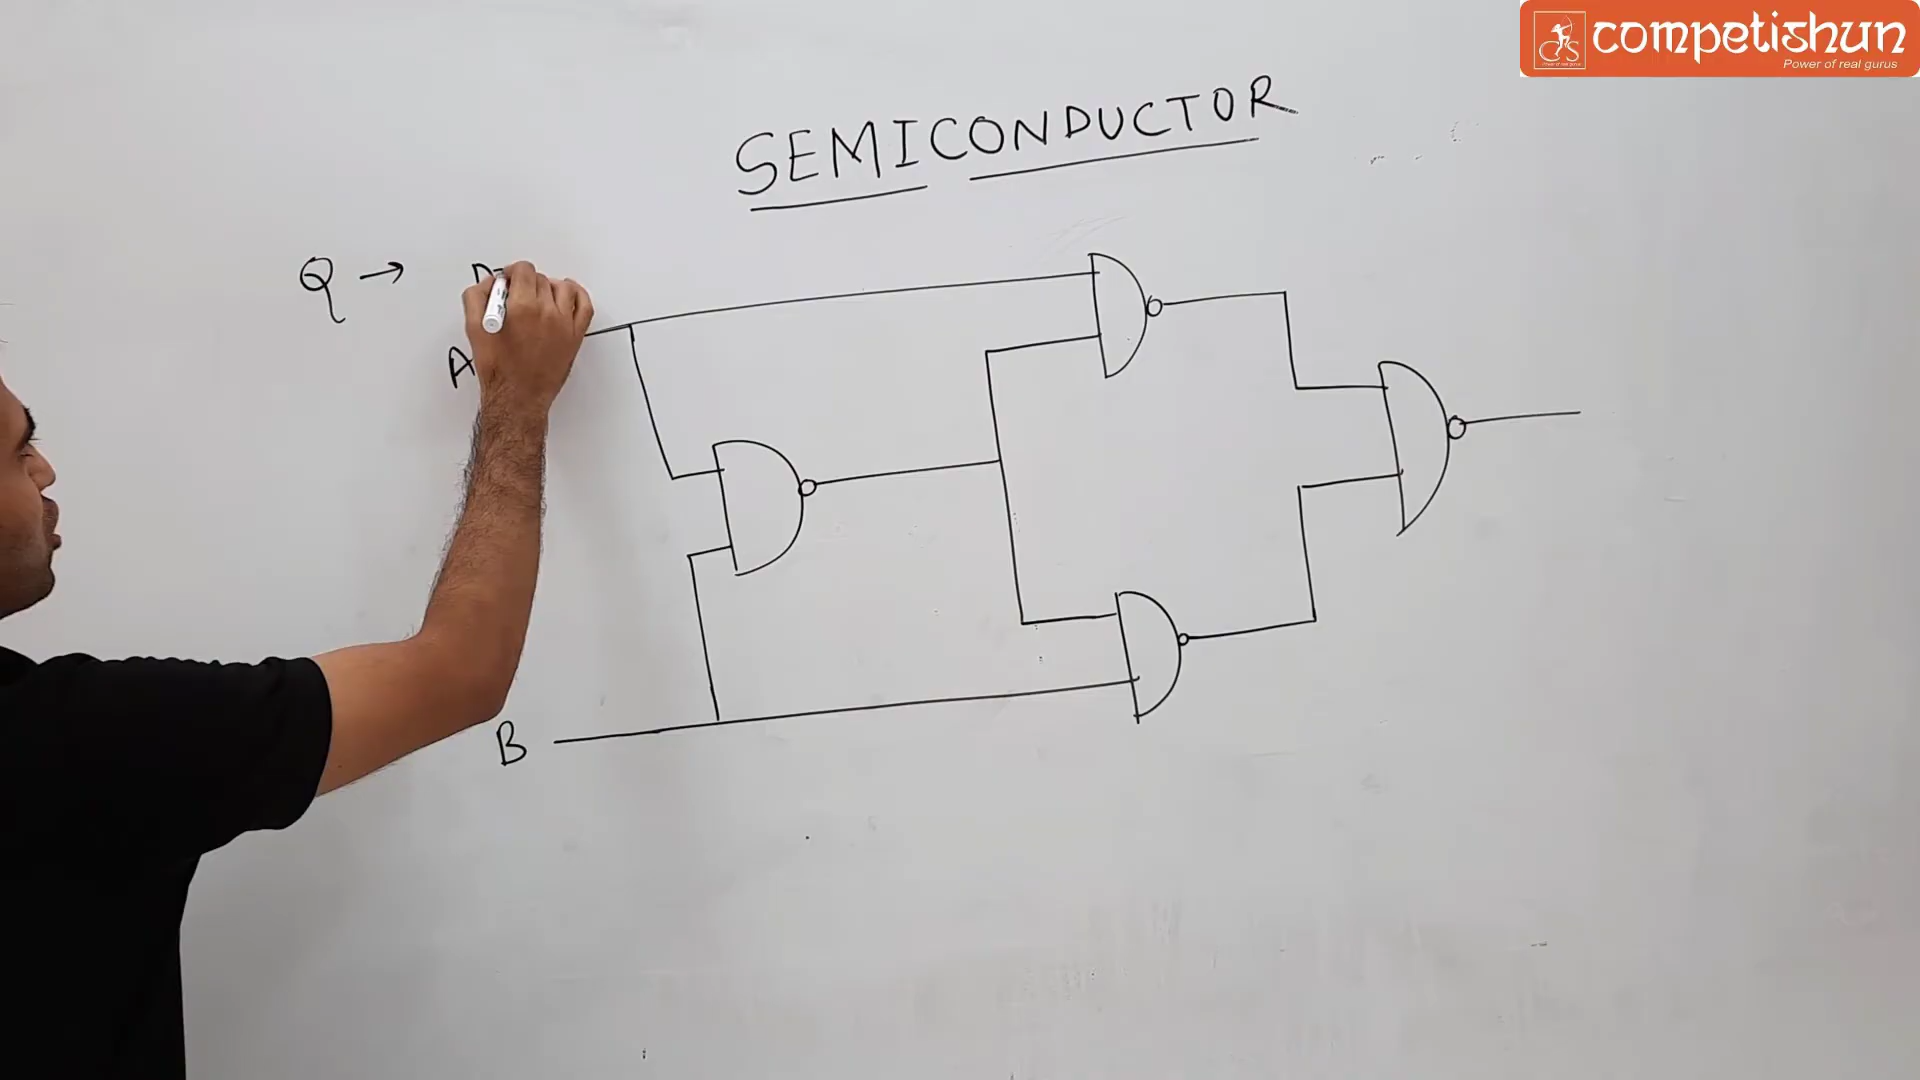 competishun
Power of real gurus
SEMICONDUCTOR
Q →
A
B